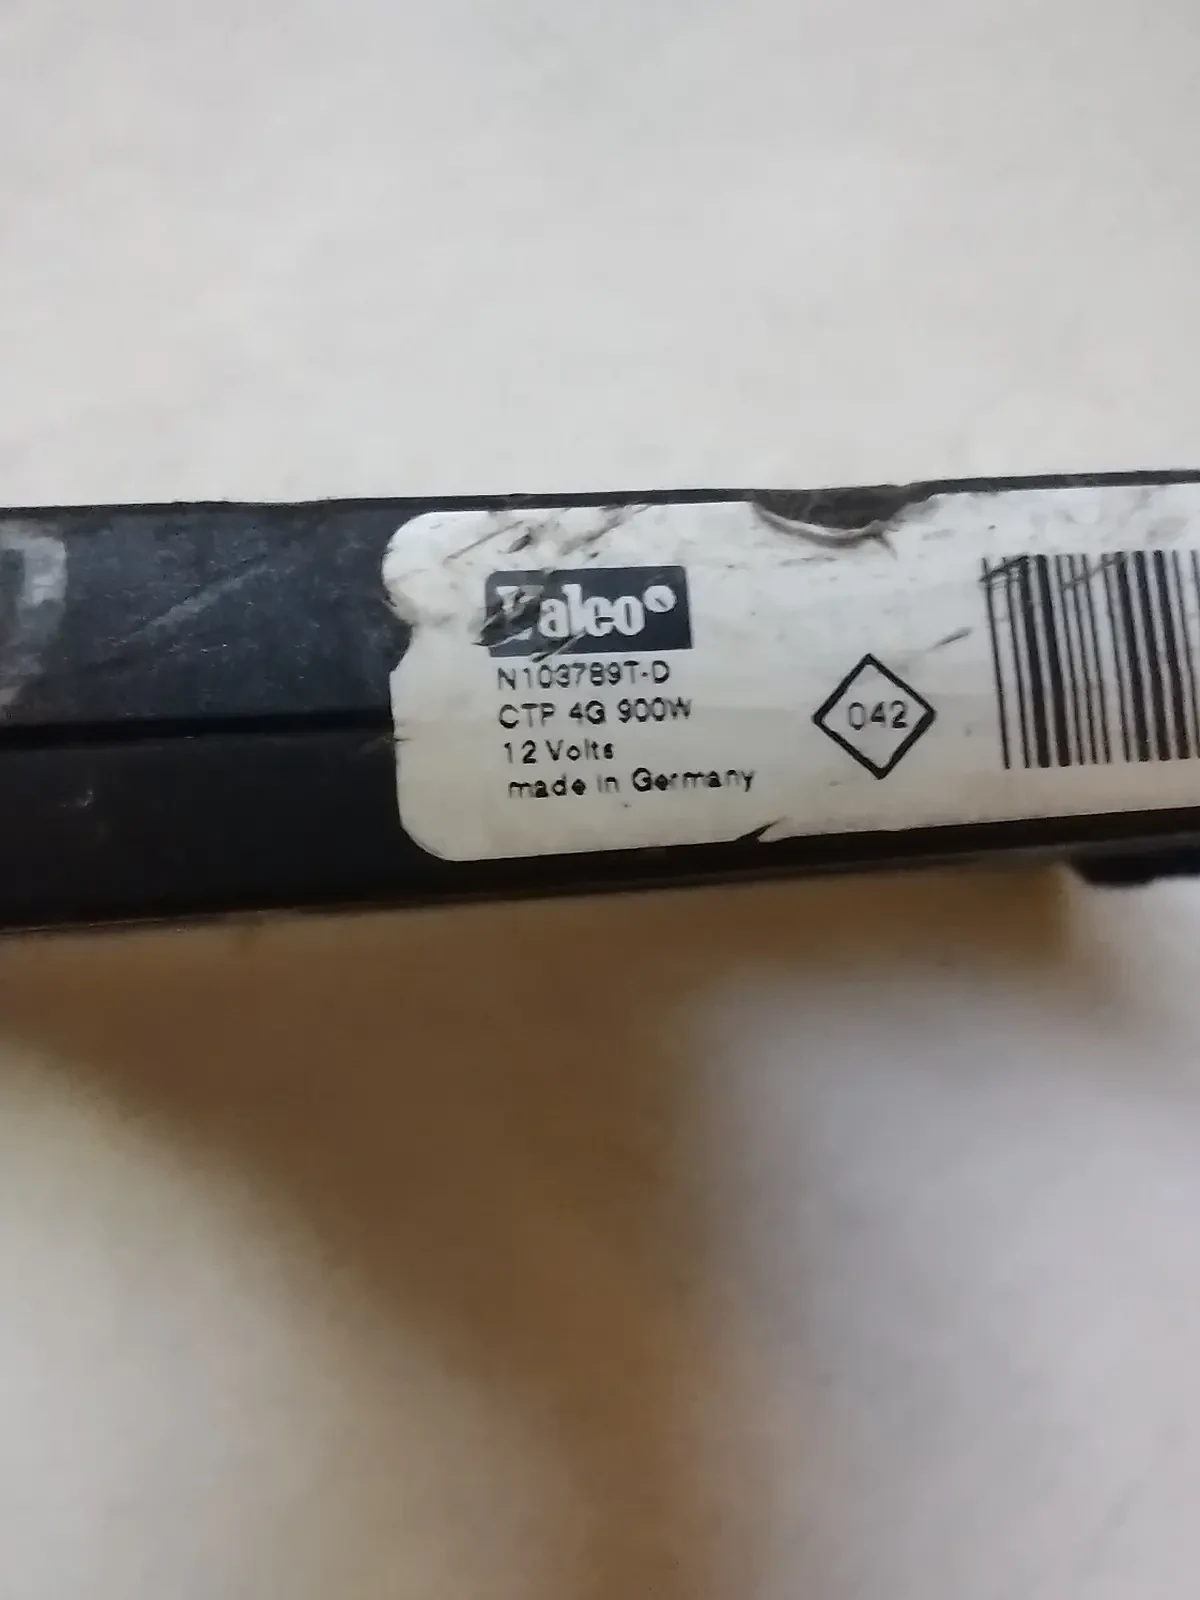 Valeo
N103789T-D
CTP 4G 900W
12 Volts
made in Germany
042